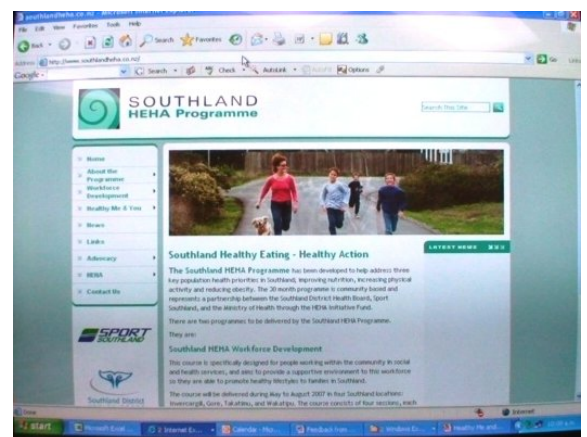 southlandheha.co.nz - Microsoft Internet Explorer
File Edit View Favorites Tools Help
Back Search Favorites
Address http://www.southlandheha.co.nz/ Go Links
Google Search Check AutoLink AutoFill Options
SOUTHLAND
HEHA Programme
Search This Site
Home
About the
Programme
Workforce
Development
Healthy Me & You
News
Links
Advocacy
HEHA
Contact Us
SPORT
SOUTHLAND
Southland District
LATEST NEWS
Southland Healthy Eating - Healthy Action
The Southland HEHA Programme has been developed to help address three
key population health priorities in Southland, improving nutrition, increasing physical
activity and reducing obesity. The 20 month programme is community based and
represents a partnership between the Southland District Health Board, Sport
Southland, and the Ministry of Health through the HEHA Initiative Fund.
There are two programmes to be delivered by the Southland HEHA Programme.
They are:
Southland HEHA Workforce Development
This course is specifically designed for people working within the community in social
and health services, and aims to provide a supportive environment to this workforce
so they are able to promote healthy lifestyles to families in Southland.
The course will be delivered during May to August 2007 in four Southland locations:
Invercargill, Gore, Takatimu, and Wakatipu. The course consists of four sessions, each
Done Internet
start Microsoft Excel ... 2 Internet Ex... Calendar - Mic... Feedback from ... 2 Windows Ex... Healthy Me and...